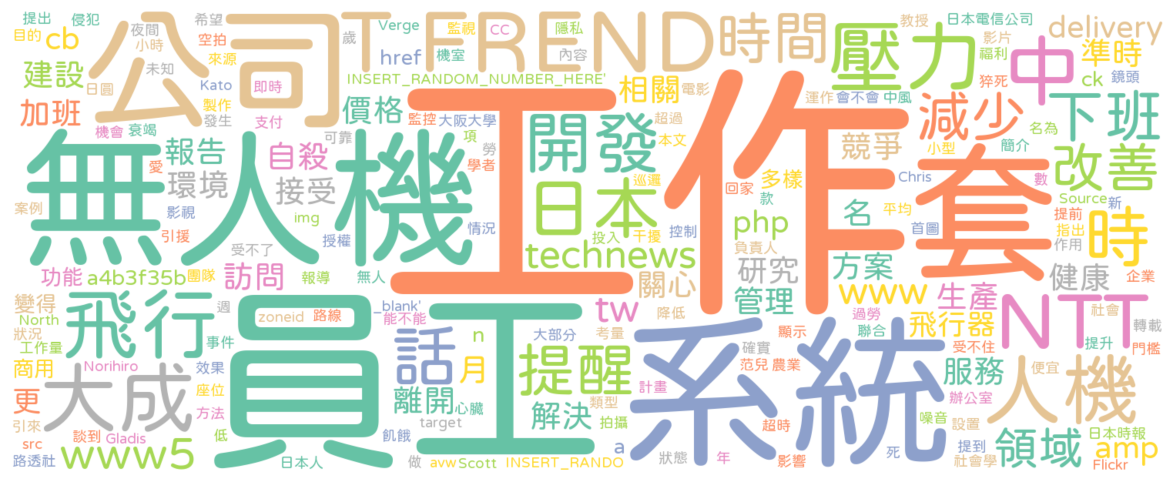 提出
侵犯
夜間
希望
Verge
監視
CC
隱私
教授
日本電信公司
目的
cb
小時
空拍
公司
T FREND
時間
歲
href
機室
內容
壓力
中
影片
福利
delivery
準時
建設
未知
來源
日圓
Kato
即時
INSERT_RANDOM_NUMBER_HERE'
相關
電影
猝死
ck
鏡頭
加班
製作
發生
價格
監控
大阪大學
超過
運作
會不會
中風
減少
名為
下班
機會
衰竭
支付
可靠
項
勞
學者
本文
小型
簡介
愛
報告
自殺
無人機
工作
開發
競爭
套
改善
環境
接受
巡邏
回家
多樣
Chris
數
Source
新
案例
影視
img
日本
款
名
平均
提前
時
引援
授權
情況
php
首圖
指出
作用
受不了
投入
干擾
控制
technews
負責人
研究
方案
健康
企業
功能
a4b3f35b
團隊
訪問
報導
無人
關心
管理
www
生產
變得
週
_blank'
能不能
tw
過勞
社會
轉載
North
zoneid
路線
大部分
考量
降低
顯示
聯合
飛行器
NTT
門檻
狀況
飛行
事件
話
n
提醒
系統
確實
受不住
提升
工作量
Norihiro
員工
月
范兒
農業
服務
人機
便宜
商用
效果
計畫
大成
座位
離開
心臟
類型
辦公室
更
方法
解決
拍攝
噪音
設置
引來
低
target
超時
領域
日本時報
src
談到
Gladis
飢餓
a
狀態
提到
amp
www5
路透社
日本人
做
avw
Scott
INSERT_RANDO
年
影響
死
社會學
Flickr